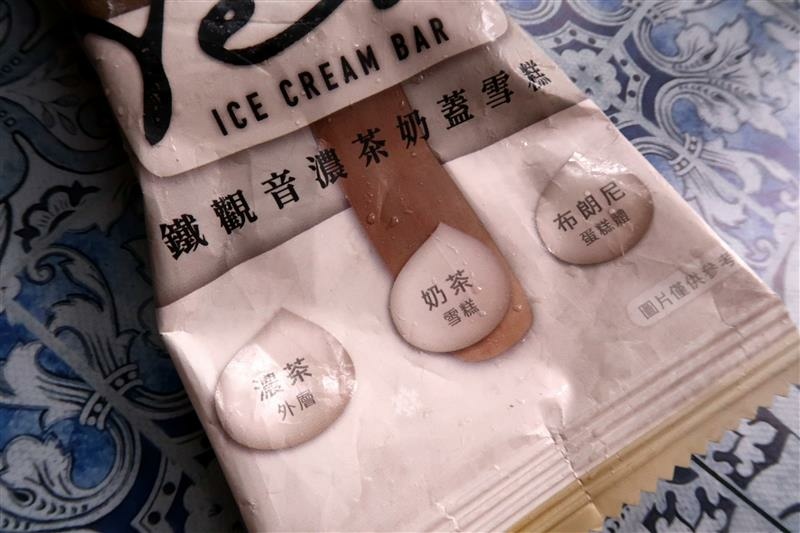 ICE CREAM BAR
鐵觀音濃茶奶蓋雪糕
布朗尼
蛋糕體
奶茶
雪糕
圖片僅供參考
濃茶
外層